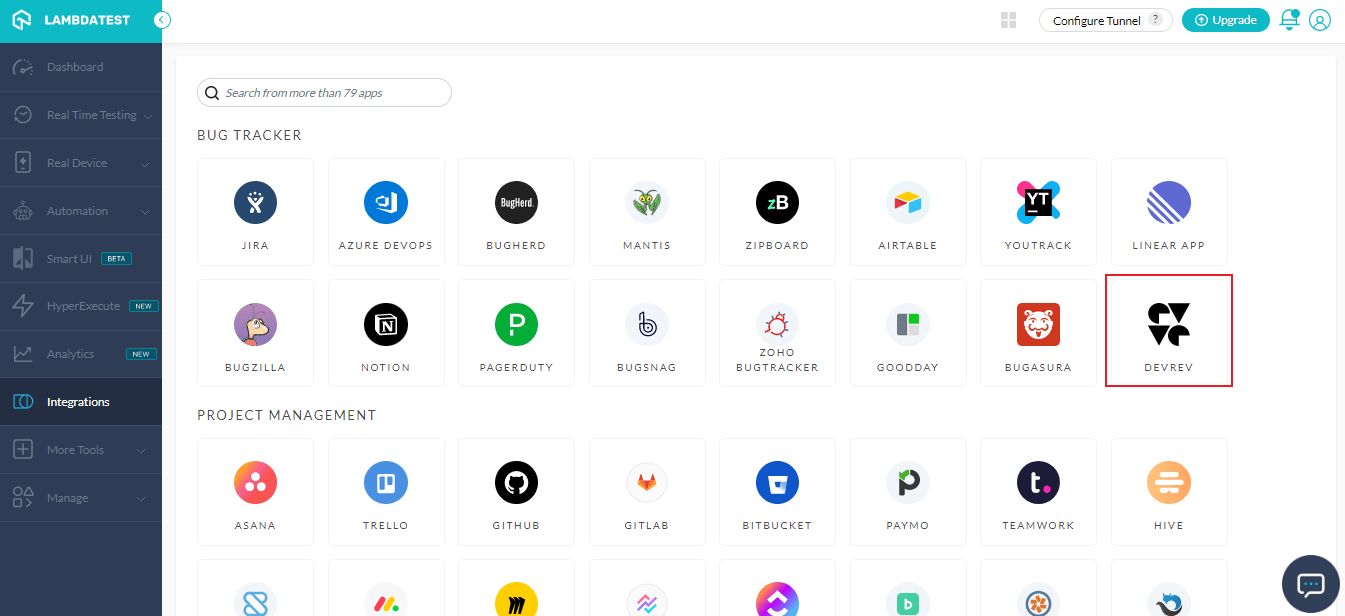 LAMBDATEST
Configure Tunnel ?
Upgrade
Dashboard
Real Time Testing
Real Device
Automation
Smart UI BETA
HyperExecute NEW
Analytics NEW
Integrations
More Tools
Manage
Search from more than 79 apps
BUG TRACKER
BugHerd.
zB
YT
JIRA
AZURE DEVOPS
BUGHERD
MANTIS
ZIPBOARD
AIRTABLE
YOUTRACK
LINEAR APP
N
P
b
BUGZILLA
NOTION
PAGERDUTY
BUGSNAG
ZOHO
BUGTRACKER
GOODDAY
BUGASURA
DEVREV
PROJECT MANAGEMENT
t.
ASANA
TRELLO
GITHUB
GITLAB
BITBUCKET
PAYMO
TEAMWORK
HIVE
b